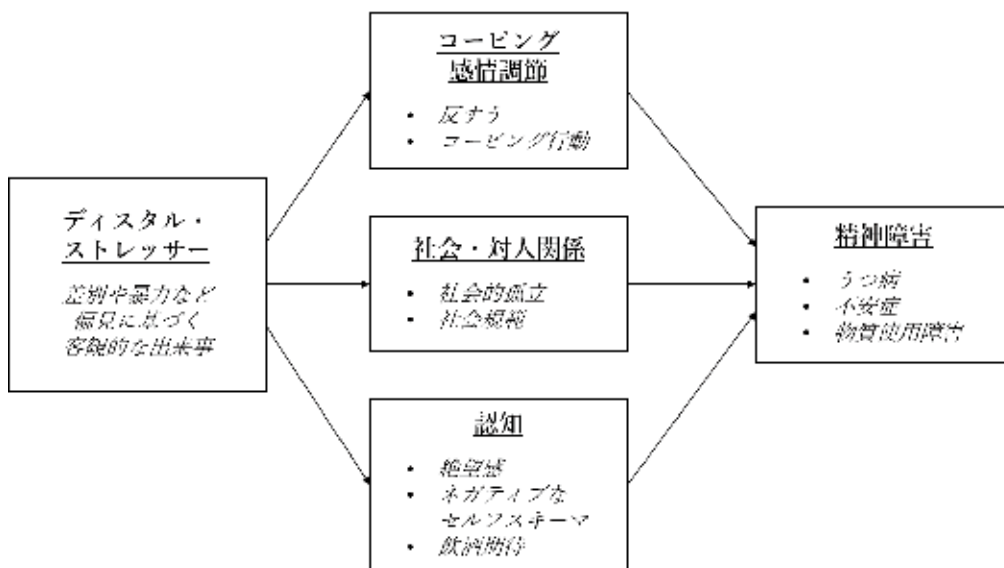 ディスタル・
ストレッサー
差別や暴力など
偏見に基づく
客観的な出来事
コーピング
感情調節
• 反すう
• コーピング行動
社会・対人関係
• 社会的孤立
• 社会規範
認知
• 絶望感
• ネガティブな
セルフスキーマ
• 飲酒期待
精神障害
• うつ病
• 不安症
• 物質使用障害